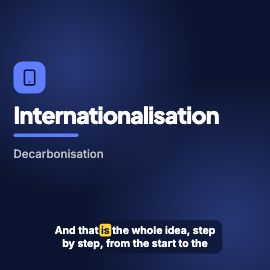 Internationalisation
Decarbonisation
And that is the whole idea, step
by step, from the start to the